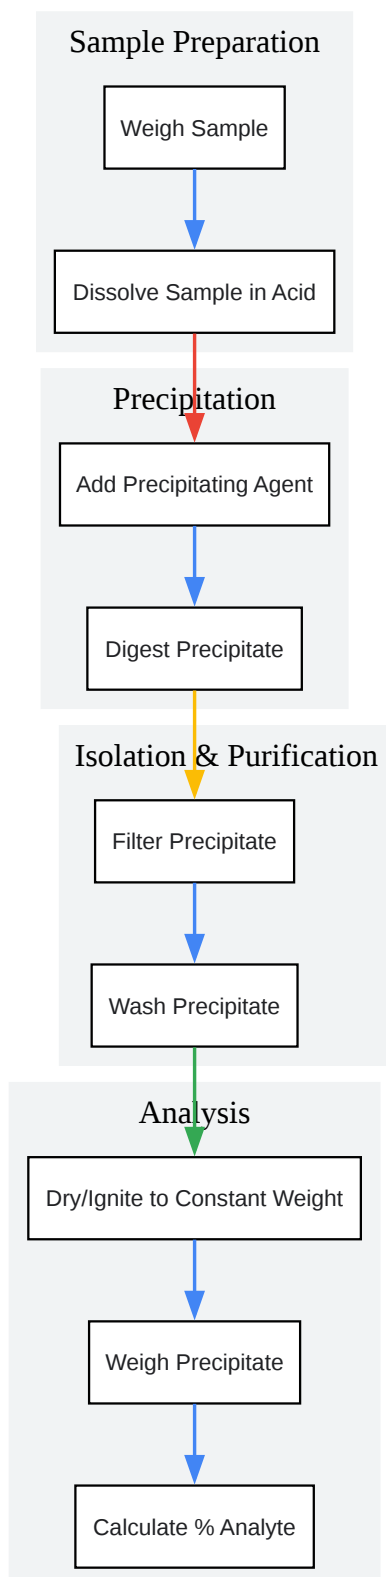 Sample Preparation
Weigh Sample
Dissolve Sample in Acid
Precipitation
Add Precipitating Agent
Digest Precipitate
Isolation & Purification
Filter Precipitate
Wash Precipitate
Analysis
Dry/Ignite to Constant Weight
Weigh Precipitate
Calculate % Analyte